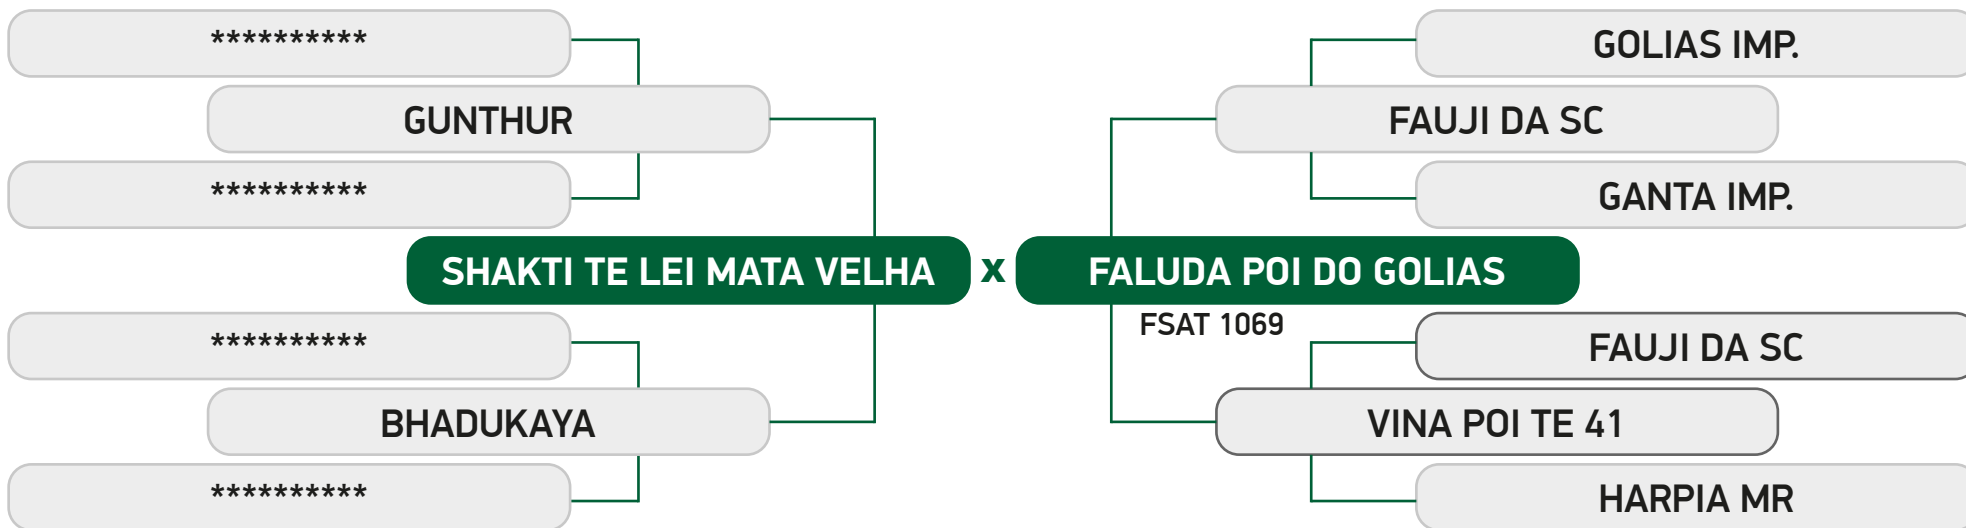 **********
GUNTHUR
**********
SHAKTI TE LEI MATA VELHA
**********
BHADUKAYA
**********
x
GOLIAS IMP.
FAUJI DA SC
GANTA IMP.
FALUDA POI DO GOLIAS
FSAT 1069
FAUJI DA SC
VINA POI TE 41
HARPIA MR